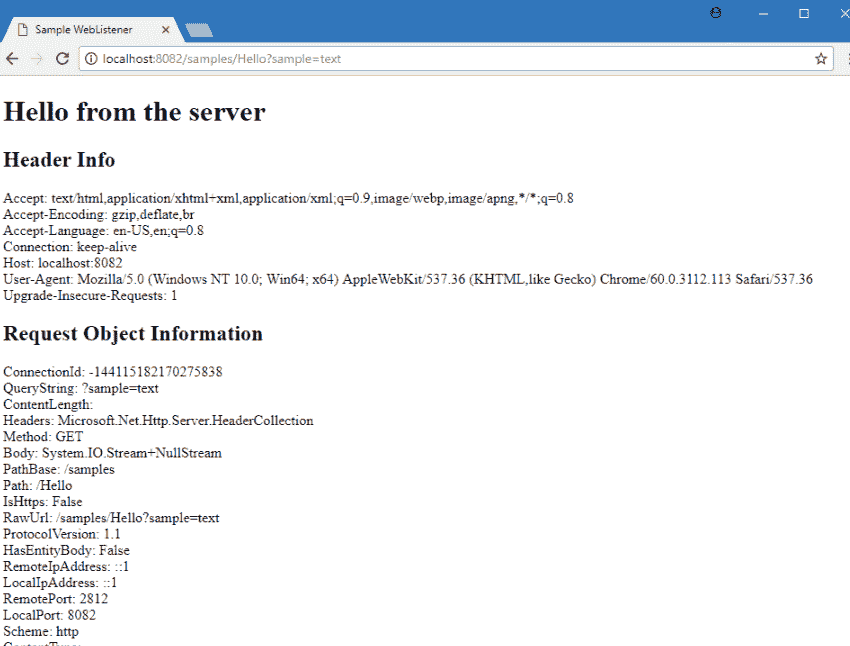 Sample WebListener
localhost:8082/samples/Hello?sample=text
Hello from the server
Header Info
Accept: text/html,application/xhtml+xml,application/xml;q=0.9,image/webp,image/apng,*/*;q=0.8
Accept-Encoding: gzip,deflate,br
Accept-Language: en-US,en;q=0.8
Connection: keep-alive
Host: localhost:8082
User-Agent: Mozilla/5.0 (Windows NT 10.0; Win64; x64) AppleWebKit/537.36 (KHTML,like Gecko) Chrome/60.0.3112.113 Safari/537.36
Upgrade-Insecure-Requests: 1
Request Object Information
ConnectionId: -144115182170275838
QueryString: ?sample=text
ContentLength:
Headers: Microsoft.Net.Http.Server.HeaderCollection
Method: GET
Body: System.IO.Stream+NullStream
PathBase: /samples
Path: /Hello
IsHttps: False
RawUrl: /samples/Hello?sample=text
ProtocolVersion: 1.1
HasEntityBody: False
RemoteIpAddress: ::1
LocalIpAddress: ::1
RemotePort: 2812
LocalPort: 8082
Scheme: http